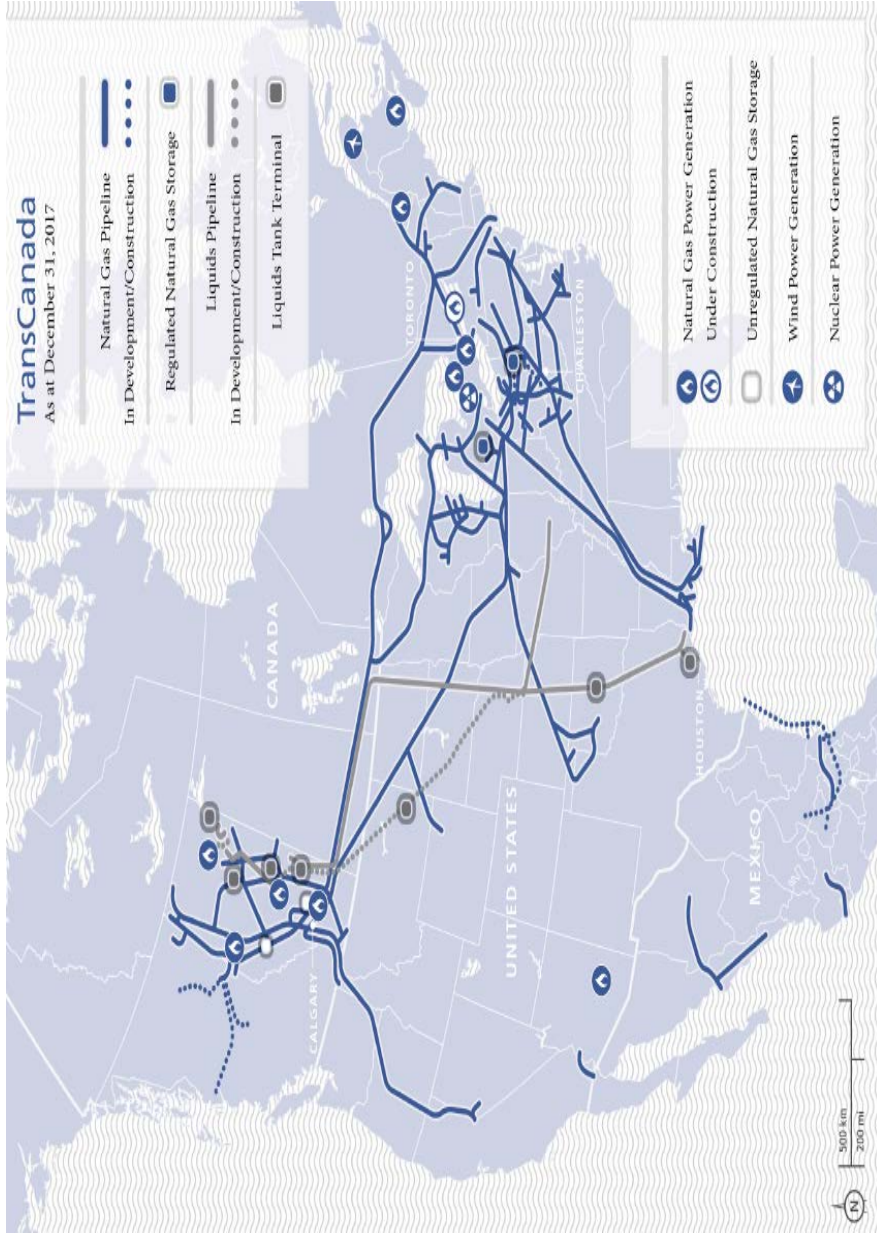 TransCanada
As at December 31, 2017
Natural Gas Pipeline
In Development/Construction
Regulated Natural Gas Storage
Liquids Pipeline
In Development/Construction
Liquids Tank Terminal
Natural Gas Power Generation
Under Construction
Unregulated Natural Gas Storage
Wind Power Generation
Nuclear Power Generation
CANADA
CALGARY
TORONTO
UNITED STATES
CHARLESTON
HOUSTON
MEXICO
N
500 km
200 mi